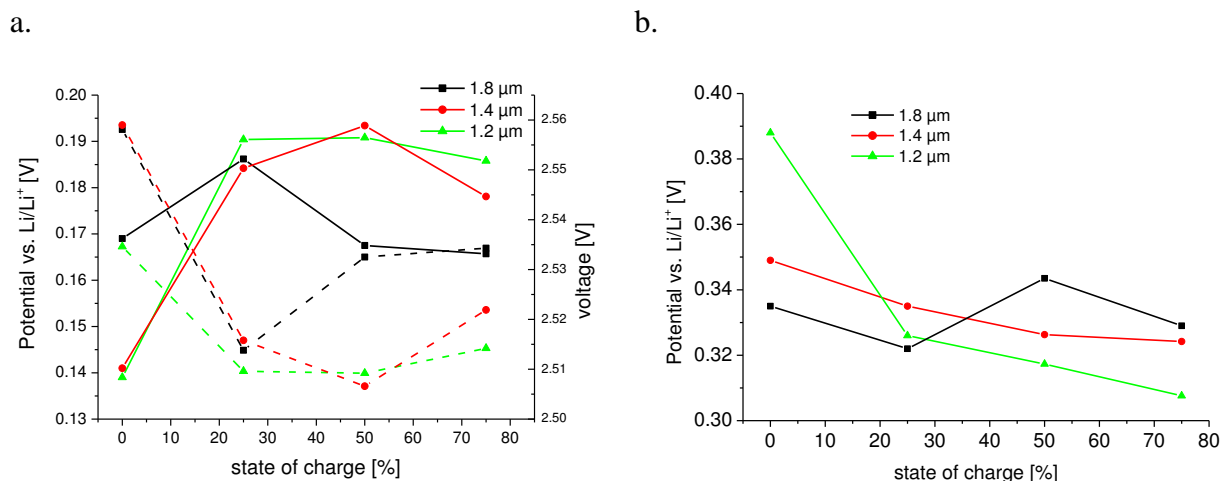 a.
1.8 µm
1.4 µm
1.2 µm
0.20
0.19
0.18
0.17
0.16
0.15
0.14
0.13
Potential vs. Li/Li⁺ [V]
2.56
2.55
2.54
2.53
2.52
2.51
2.50
voltage [V]
0 10 20 30 40 50 60 70 80
state of charge [%]
b.
1.8 µm
1.4 µm
1.2 µm
0.40
0.38
0.36
0.34
0.32
0.30
Potential vs. Li/Li⁺ [V]
0 10 20 30 40 50 60 70 80
state of charge [%]